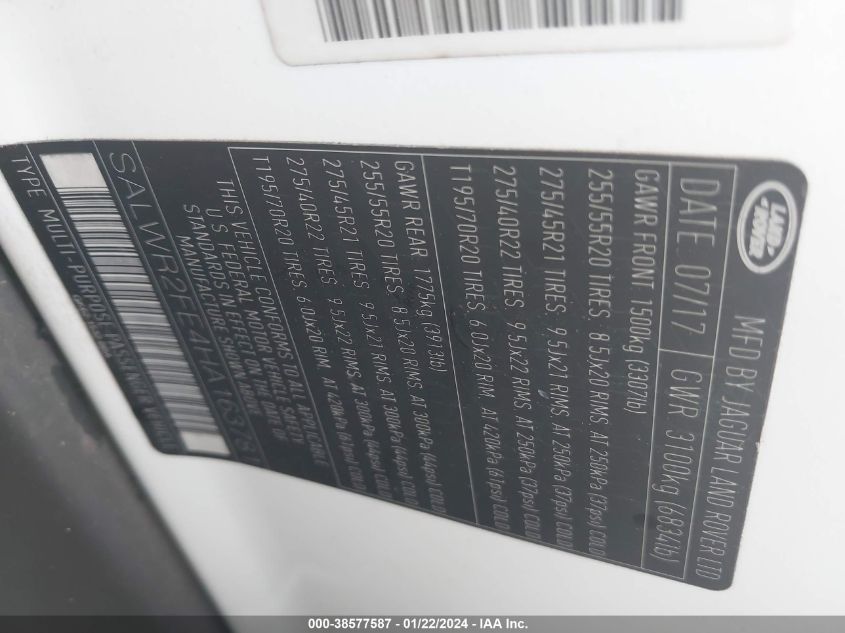 LAND
ROVER
MFD BY JAGUAR LAND ROVER LTD
DATE 07/17 GWR 3100kg (6834lb)
GAWR FRONT 1500kg (3307lb)
255/55R20 TIRES 8.5Jx20 RIMS AT 250kPa (37psi) COLD
275/45R21 TIRES 9.5Jx21 RIMS AT 250kPa (37psi) COLD
275/40R22 TIRES 9.5Jx22 RIMS AT 250kPa (37psi) COLD
T195/70R20 TIRES 6.0Jx20 RIM AT 420kPa (61psi) COLD
GAWR REAR 1775kg (3913lb)
255/55R20 TIRES 8.5Jx20 RIMS AT 300kPa (44psi) COLD
275/45R21 TIRES 9.5Jx21 RIMS AT 300kPa (44psi) COLD
275/40R22 TIRES 9.5Jx22 RIMS AT 300kPa (44psi) COLD
T195/70R20 TIRES 6.0Jx20 RIM AT 420kPa (61psi) COLD
THIS VEHICLE CONFORMS TO ALL APPLICABLE
U.S. FEDERAL MOTOR VEHICLE SAFETY
STANDARDS IN EFFECT ON THE DATE OF
MANUFACTURE SHOWN ABOVE
TYPE MULTI-PURPOSE PASSENGER VEHICLE
000-38577587 - 01/22/2024 - IAA Inc.